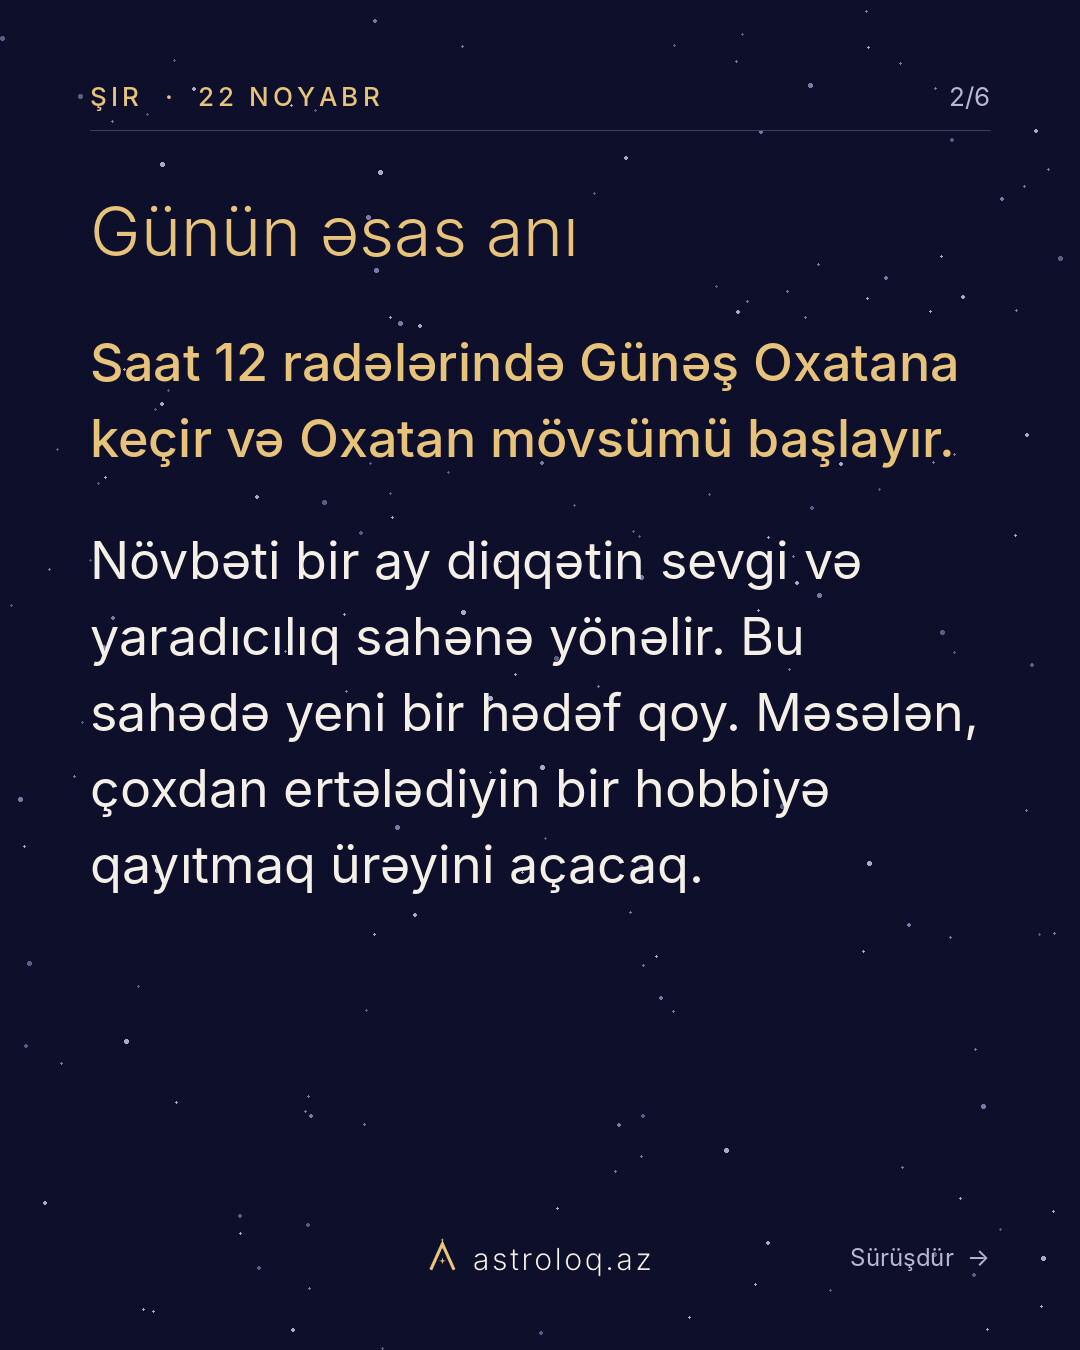 ŞIR · 22 NOYABR
2/6
Günün əsas anı
Saat 12 radələrində Günəş Oxatana
keçir və Oxatan mövsümü başlayır.
Növbəti bir ay diqqətin sevgi və
yaradıcılıq sahənə yönəlir. Bu
sahədə yeni bir hədəf qoy. Məsələn,
çoxdan ertələdiyin bir hobbiyə
qayıtmaq ürəyini açacaq.
astroloq.az
Sürüşdür →